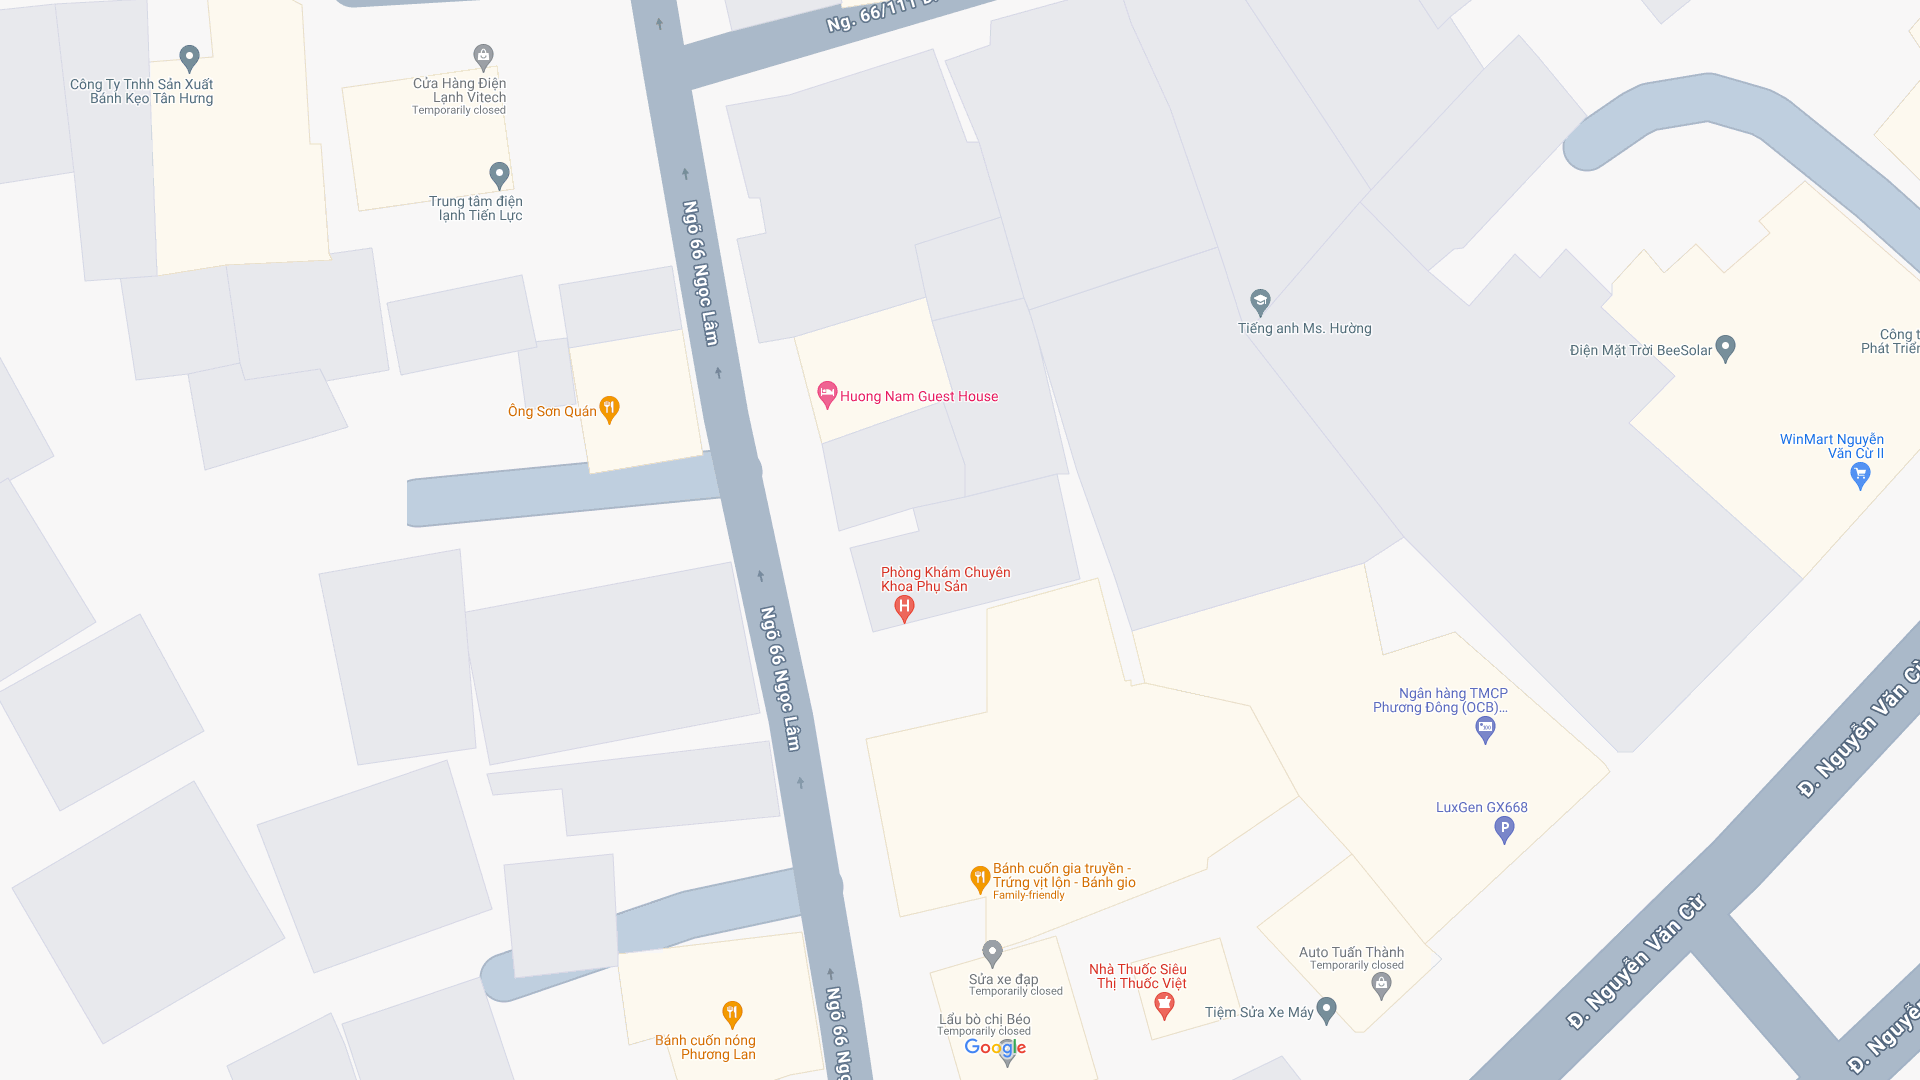 Ng. 66/111
Công Ty Tnhh Sản Xuất
Bánh Kẹo Tân Hưng
Cửa Hàng Điện
Lạnh Vitech
Temporarily closed
Trung tâm điện
lạnh Tiến Lực
Ngõ 66 Ngọc Lâm
Tiếng anh Ms. Hường
Điện Mặt Trời BeeSolar
Công t
Phát Triển
Huong Nam Guest House
Ông Sơn Quán
WinMart Nguyễn
Văn Cừ II
Phòng Khám Chuyên
Khoa Phụ Sản
Ngõ 66 Ngọc Lâm
Ngân hàng TMCP
Phương Đông (OCB)...
Đ. Nguyễn Văn Cừ
LuxGen GX668
Bánh cuốn gia truyền -
Trứng vịt lộn - Bánh gio
Family-friendly
Đ. Nguyễn Văn Cừ
Sửa xe đạp
Temporarily closed
Nhà Thuốc Siêu
Thị Thuốc Việt
Auto Tuấn Thành
Temporarily closed
Tiệm Sửa Xe Máy
Lẩu bò chị Béo
Temporarily closed
Google
Bánh cuốn nóng
Phương Lan
Ngõ 66
Đ. Nguyễn